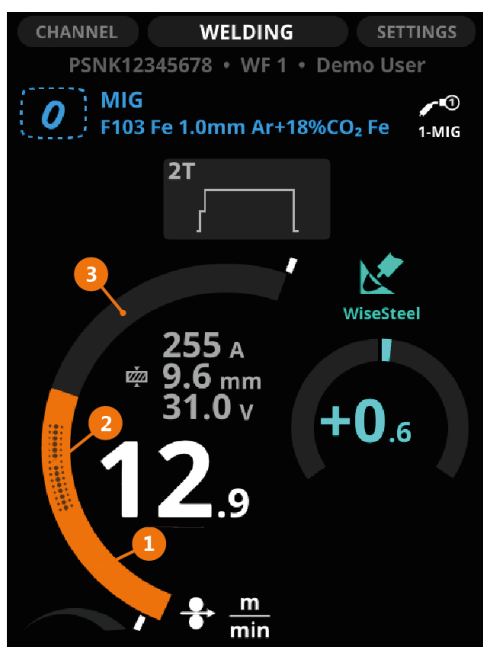 CHANNEL WELDING SETTINGS
PSNK12345678 • WF 1 • Demo User
0 MIG
F103 Fe 1.0mm Ar+18%CO₂ Fe
1
1-MIG
2T
3
WiseSteel
255 A
9.6 mm
31.0 V
+0.6
2
12.9
1
m
min